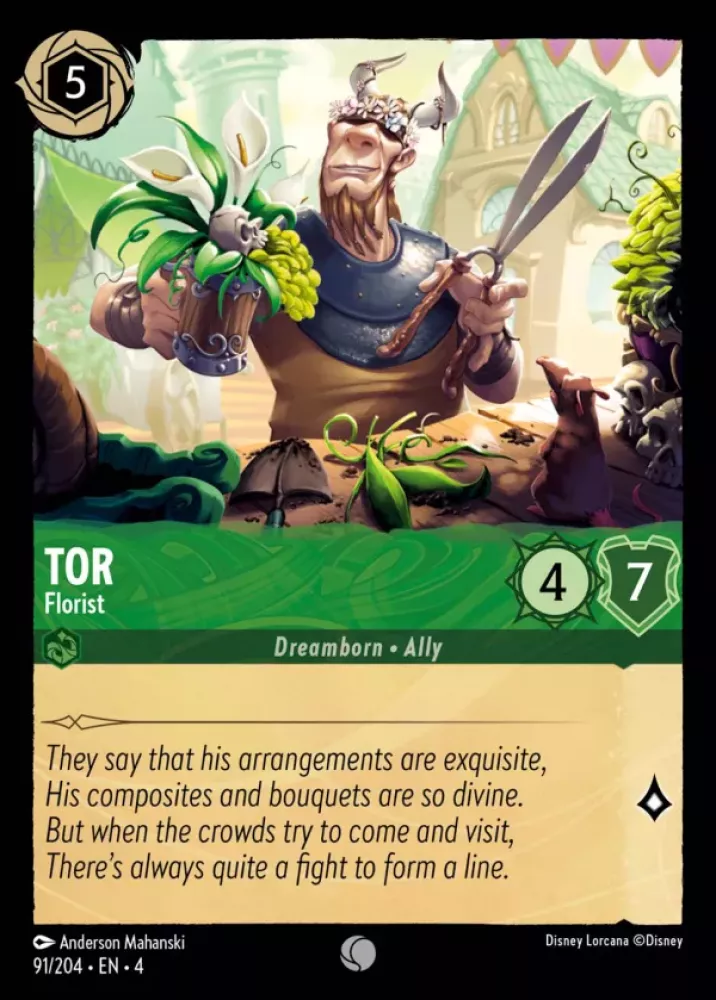 5
TOR
Florist
4
7
Dreamborn • Ally
They say that his arrangements are exquisite,
His composites and bouquets are so divine.
But when the crowds try to come and visit,
There's always quite a fight to form a line.
Anderson Mahanski
Disney Lorcana ©Disney
91/204 • EN • 4